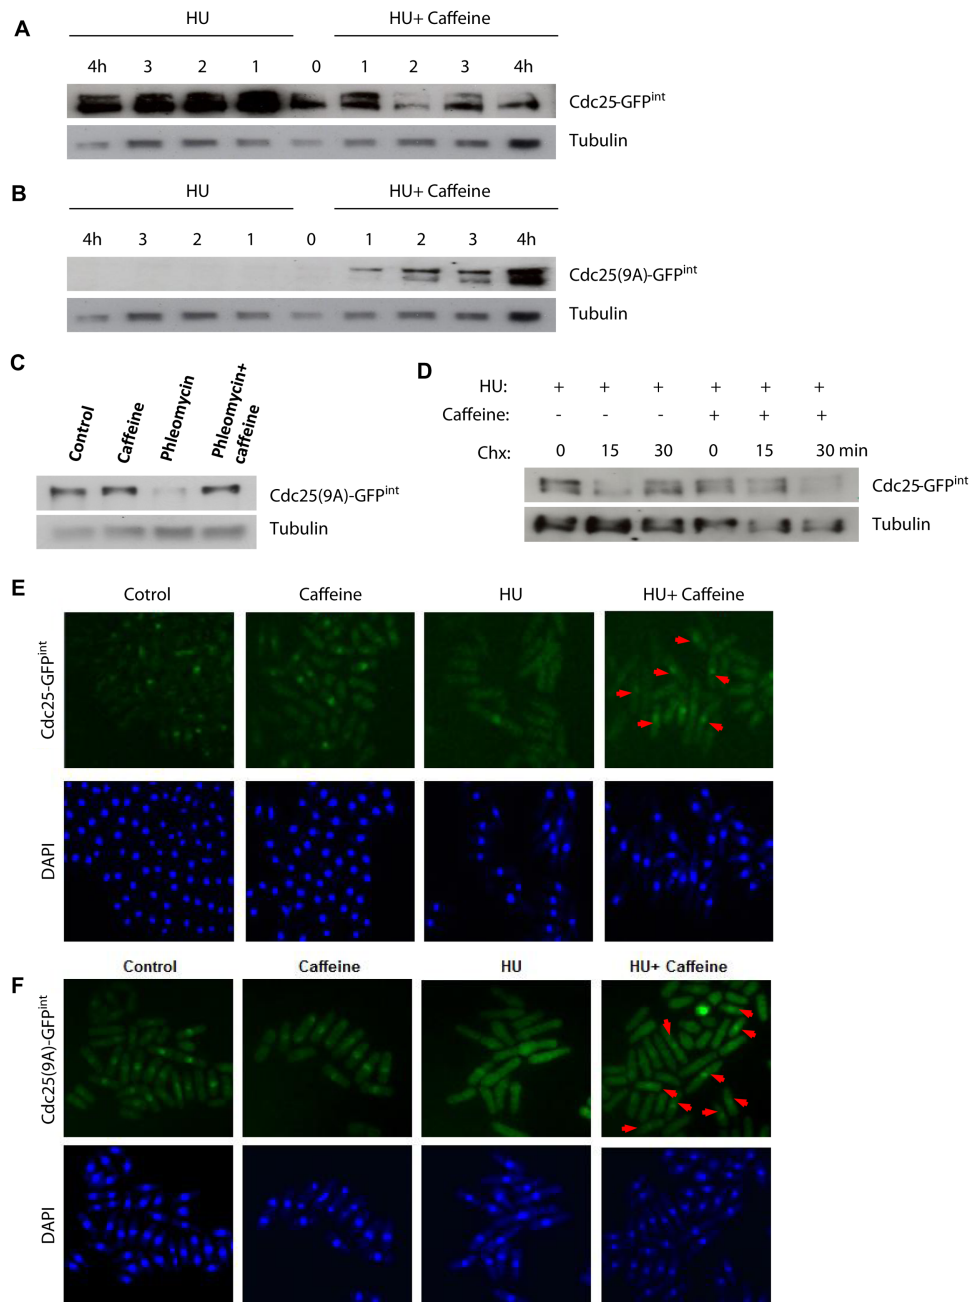 A
HU
HU+ Caffeine
4h 3 2 1 0 1 2 3 4h
Cdc25-GFPint
Tubulin
B
HU
HU+ Caffeine
4h 3 2 1 0 1 2 3 4h
Cdc25(9A)-GFPint
Tubulin
C
Control
Caffeine
Phleomycin
Phleomycin+
caffeine
Cdc25(9A)-GFPint
Tubulin
D
HU: + + + + + +
Caffeine: - - - + + +
Chx: 0 15 30 0 15 30 min
Cdc25-GFPint
Tubulin
E
Cotrol
Caffeine
HU
HU+ Caffeine
Cdc25-GFPint
DAPI
F
Control
Caffeine
HU
HU+ Caffeine
Cdc25(9A)-GFPint
DAPI